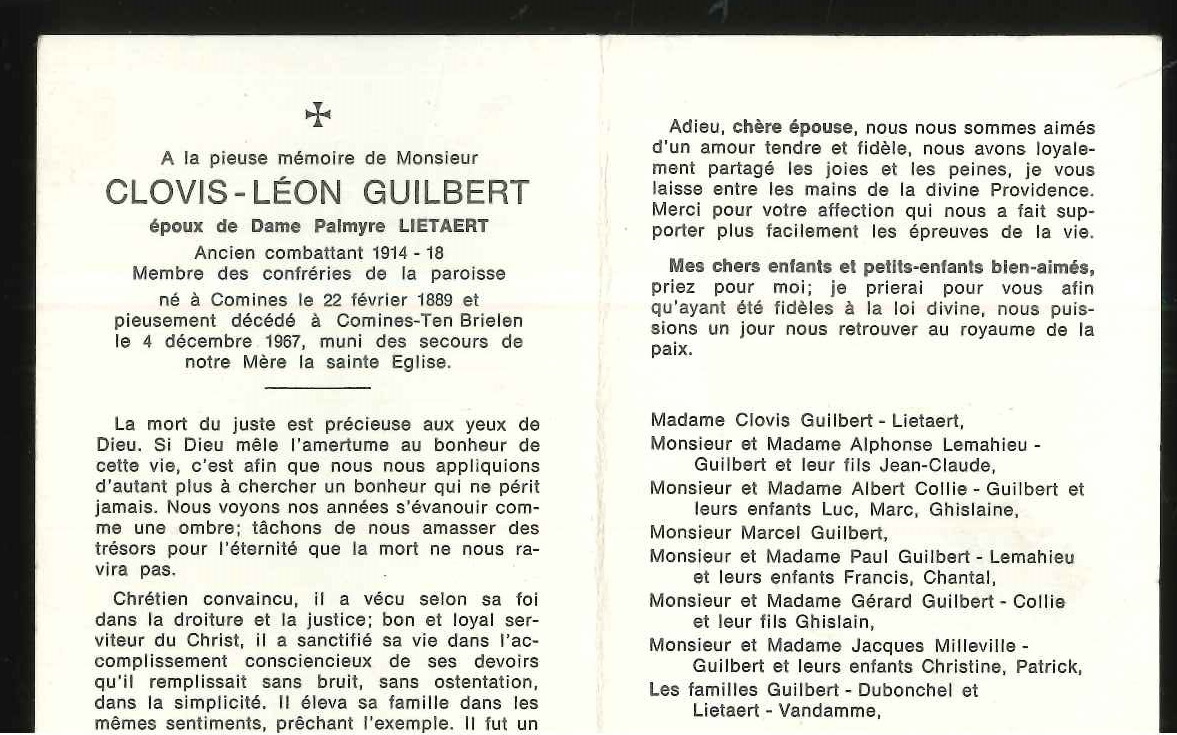 A la pieuse mémoire de Monsieur
CLOVIS-LÉON GUILBERT
époux de Dame Palmyre LIETAERT
Ancien combattant 1914 - 18
Membre des confréries de la paroisse
né à Comines le 22 février 1889 et
pieusement décédé à Comines-Ten Brielen
le 4 décembre 1967, muni des secours de
notre Mère la sainte Eglise.
La mort du juste est précieuse aux yeux de
Dieu. Si Dieu mêle l'amertume au bonheur de
cette vie, c'est afin que nous nous appliquions
d'autant plus à chercher un bonheur qui ne périt
jamais. Nous voyons nos années s'évanouir com-
me une ombre; tâchons de nous amasser des
trésors pour l'éternité que la mort ne nous ra-
vira pas.
Chrétien convaincu, il a vécu selon sa foi
dans la droiture et la justice; bon et loyal ser-
viteur du Christ, il a sanctifié sa vie dans l'ac-
complissement consciencieux de ses devoirs
qu'il remplissait sans bruit, sans ostentation,
dans la simplicité. Il éleva sa famille dans les
mêmes sentiments, prêchant l'exemple. Il fut un
Adieu, chère épouse, nous nous sommes aimés
d'un amour tendre et fidèle, nous avons loyale-
ment partagé les joies et les peines, je vous
laisse entre les mains de la divine Providence.
Merci pour votre affection qui nous a fait sup-
porter plus facilement les épreuves de la vie.
Mes chers enfants et petits-enfants bien-aimés,
priez pour moi; je prierai pour vous afin
qu'ayant été fidèles à la loi divine, nous puis-
sions un jour nous retrouver au royaume de la
paix.
Madame Clovis Guilbert - Lietaert,
Monsieur et Madame Alphonse Lemahieu -
Guilbert et leur fils Jean-Claude,
Monsieur et Madame Albert Collie - Guilbert et
leurs enfants Luc, Marc, Ghislaine,
Monsieur Marcel Guilbert,
Monsieur et Madame Paul Guilbert - Lemahieu
et leurs enfants Francis, Chantal,
Monsieur et Madame Gérard Guilbert - Collie
et leur fils Ghislain,
Monsieur et Madame Jacques Milleville -
Guilbert et leurs enfants Christine, Patrick,
Les familles Guilbert - Dubonchel et
Lietaert - Vandamme,